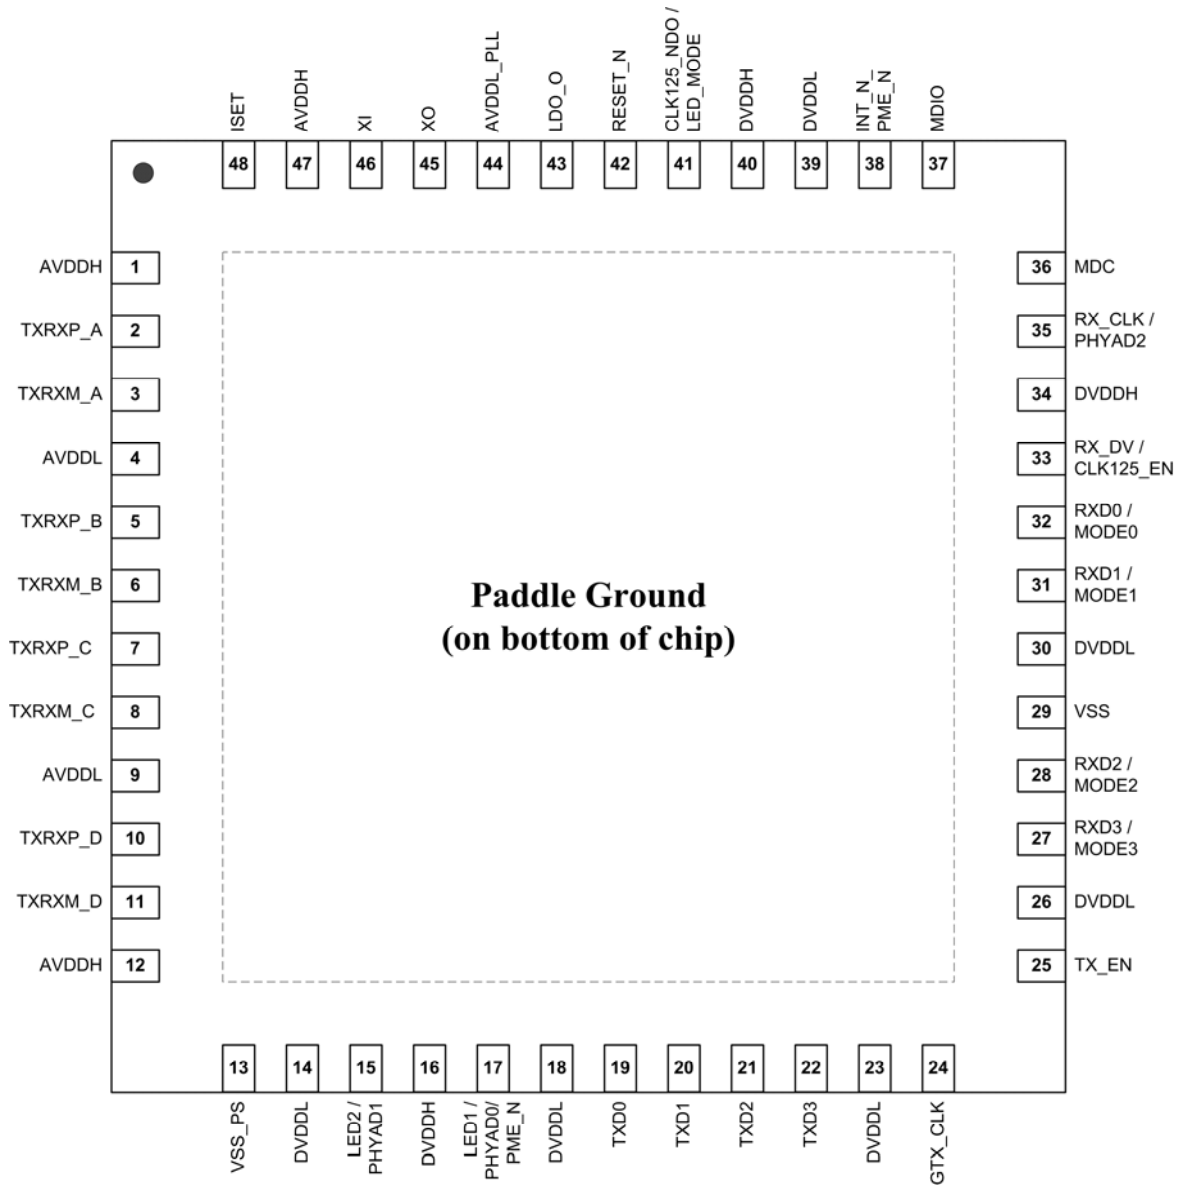 ISET
AVDDH
XI
XO
AVDDL_PLL
LDO_O
RESET_N
CLK125_NDO /
LED_MODE
DVDDH
DVDDL
INT_N_
PME_N
MDIO
48
47
46
45
44
43
42
41
40
39
38
37
AVDDH 1
TXRXP_A 2
TXRXM_A 3
AVDDL 4
TXRXP_B 5
TXRXM_B 6
TXRXP_C 7
TXRXM_C 8
AVDDL 9
TXRXP_D 10
TXRXM_D 11
AVDDH 12
Paddle Ground
(on bottom of chip)
36 MDC
35 RX_CLK /
PHYAD2
34 DVDDH
33 RX_DV /
CLK125_EN
32 RXD0 /
MODE0
31 RXD1 /
MODE1
30 DVDDL
29 VSS
28 RXD2 /
MODE2
27 RXD3 /
MODE3
26 DVDDL
25 TX_EN
13
14
15
16
17
18
19
20
21
22
23
24
VSS_PS
DVDDL
LED2 /
PHYAD1
DVDDH
LED1 /
PHYAD0/
PME_N
DVDDL
TXD0
TXD1
TXD2
TXD3
DVDDL
GTX_CLK